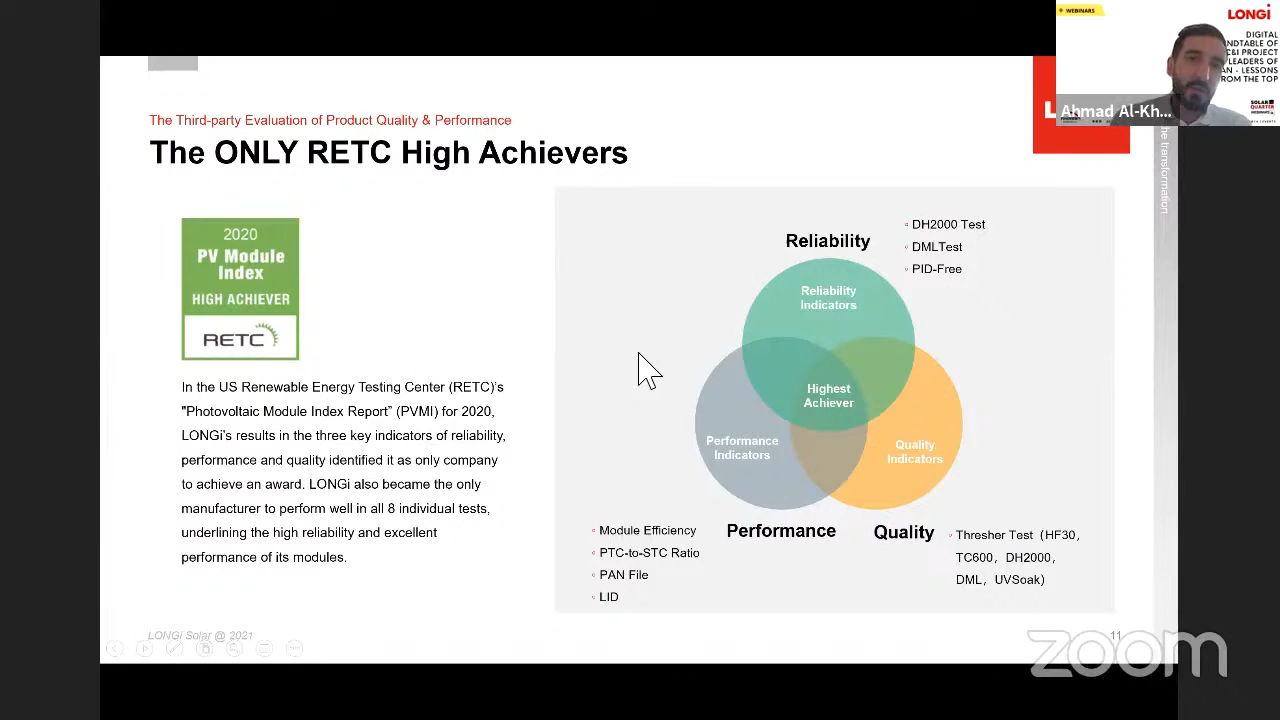 WEBINARS
LONGi
DIGITAL
NDTABLE OF
C&I PROJECT
LEADERS OF
AN - LESSONS
ROM THE TOP
SOLAR
QUARTER
Ahmad Al-Kh...
he transformation
The Third-party Evaluation of Product Quality & Performance
The ONLY RETC High Achievers
2020
PV Module
Index
HIGH ACHIEVER
RETC
In the US Renewable Energy Testing Center (RETC)'s
"Photovoltaic Module Index Report” (PVMI) for 2020,
LONGi's results in the three key indicators of reliability,
performance and quality identified it as only company
to achieve an award. LONGi also became the only
manufacturer to perform well in all 8 individual tests,
underlining the high reliability and excellent
performance of its modules.
Reliability
DH2000 Test
DMLTest
PID-Free
Reliability
Indicators
Highest
Achiever
Performance
Indicators
Quality
Indicators
Performance
Module Efficiency
PTC-to-STC Ratio
PAN File
LID
Quality
Thresher Test（HF30,
TC600, DH2000,
DML, UVSoak）
LONGi Solar @ 2021
11
zoom